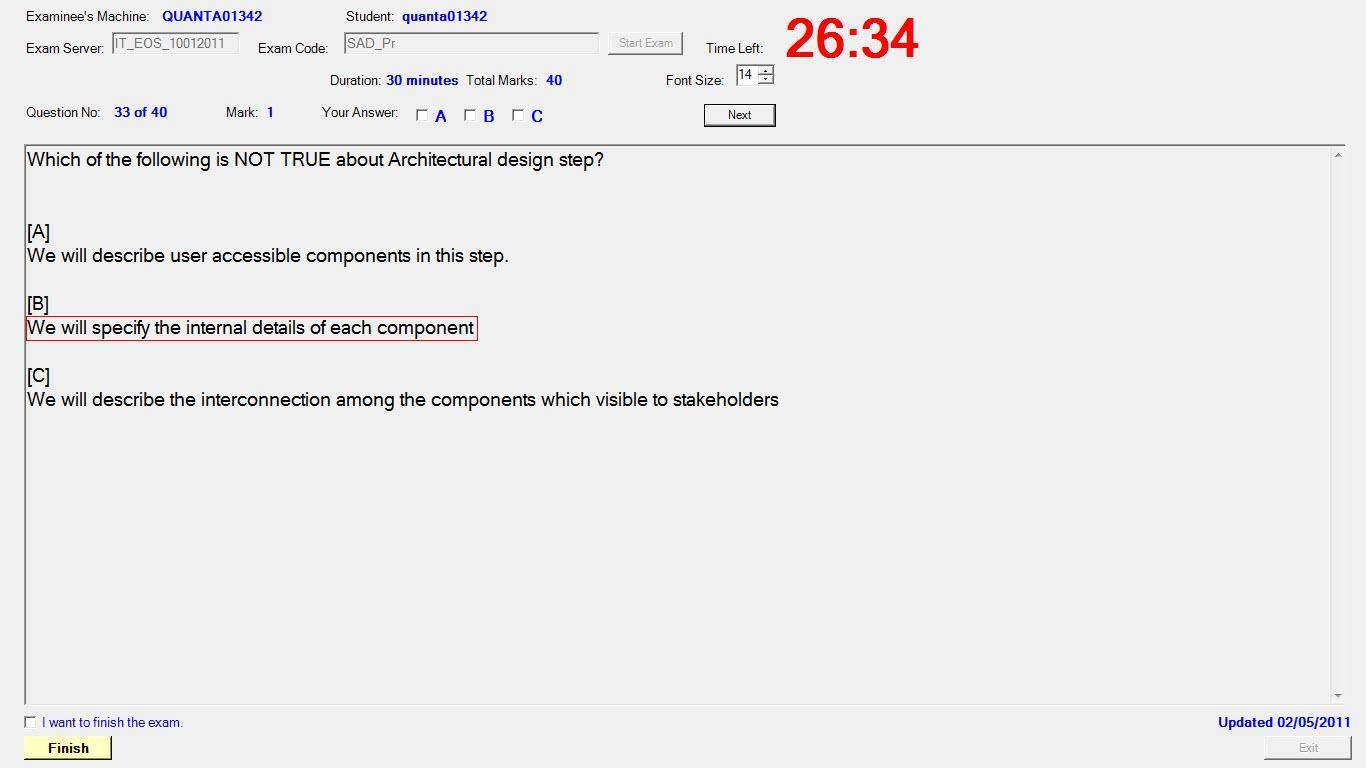 Examinee's Machine: QUANTA01342 Student: quanta01342
Exam Server: IT_EOS_10012011 Exam Code: SAD_Pr Start Exam Time Left: 26:34
Duration: 30 minutes Total Marks: 40 Font Size: 14
Question No: 33 of 40 Mark: 1 Your Answer: A B C Next
Which of the following is NOT TRUE about Architectural design step?
[A]
We will describe user accessible components in this step.
[B]
We will specify the internal details of each component
[C]
We will describe the interconnection among the components which visible to stakeholders
I want to finish the exam. Updated 02/05/2011
Finish Exit